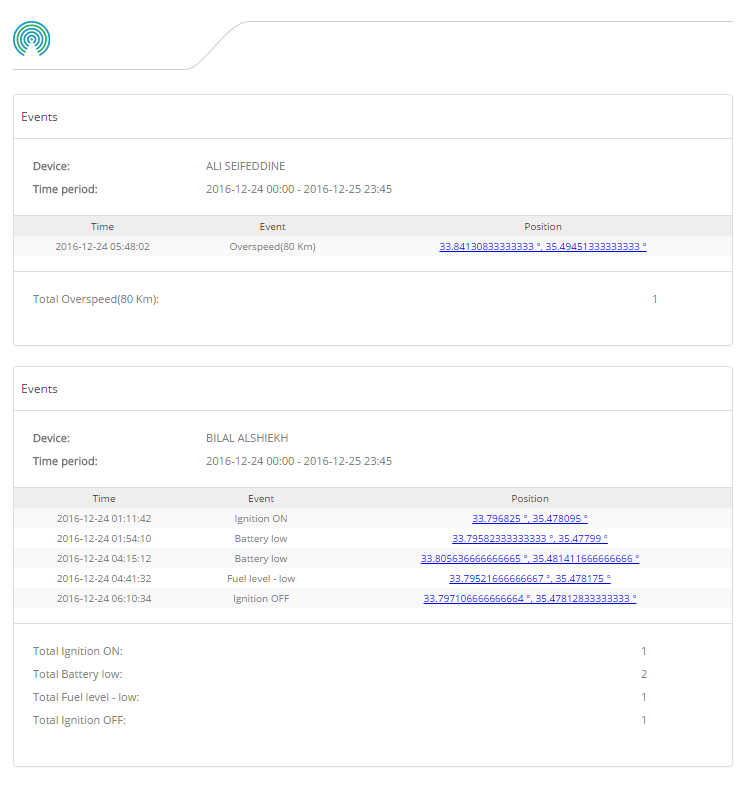 Events
Device: ALI SEIFEDDINE
Time period: 2016-12-24 00:00 - 2016-12-25 23:45
Time Event Position
2016-12-24 05:48:02 Overspeed(80 Km) 33.84130833333333 °, 35.49451333333333 °
Total Overspeed(80 Km): 1
Events
Device: BILAL ALSHIEKH
Time period: 2016-12-24 00:00 - 2016-12-25 23:45
Time Event Position
2016-12-24 01:11:42 Ignition ON 33.796825 °, 35.478095 °
2016-12-24 01:54:10 Battery low 33.79582333333333 °, 35.47799 °
2016-12-24 04:15:12 Battery low 33.805636666666665 °, 35.481411666666666 °
2016-12-24 04:41:32 Fuel level - low 33.79521666666667 °, 35.478175 °
2016-12-24 06:10:34 Ignition OFF 33.797106666666664 °, 35.47812833333333 °
Total Ignition ON: 1
Total Battery low: 2
Total Fuel level - low: 1
Total Ignition OFF: 1